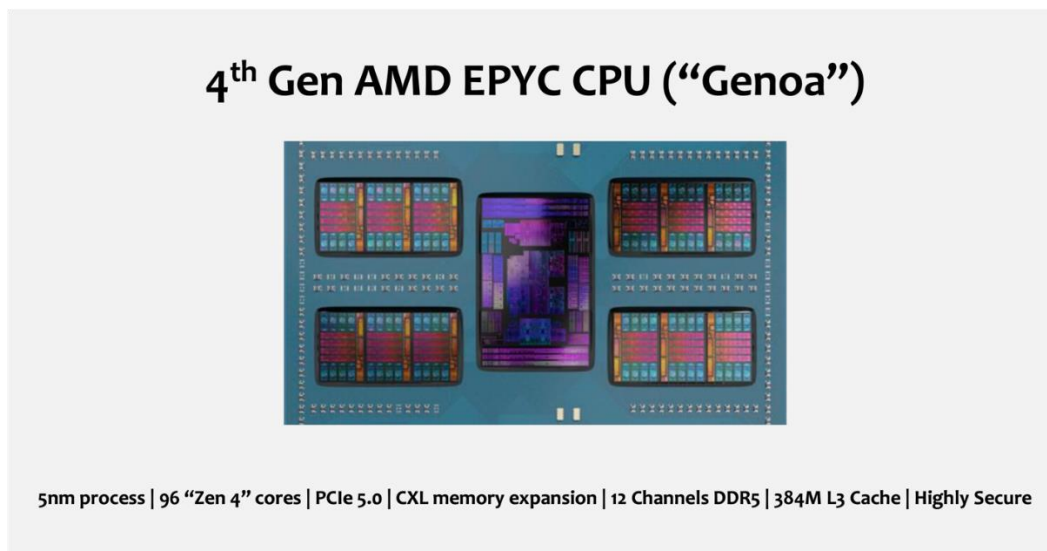 4th Gen AMD EPYC CPU (“Genoa”)
5nm process | 96 “Zen 4” cores | PCIe 5.0 | CXL memory expansion | 12 Channels DDR5 | 384M L3 Cache | Highly Secure